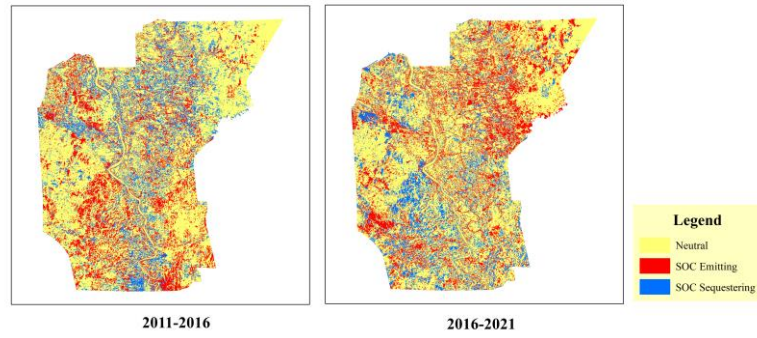 Legend
Neutral
SOC Emitting
SOC Sequestering
2011-2016
2016-2021